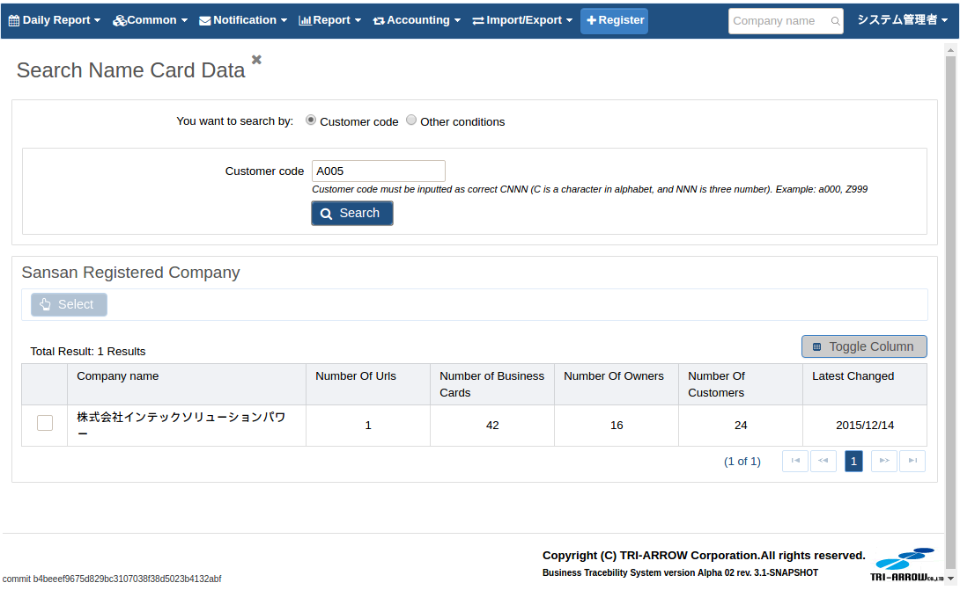 Daily Report Common Notification Report Accounting Import/Export Register Company name システム管理者
Search Name Card Data
You want to search by: Customer code Other conditions
Customer code A005
Customer code must be inputted as correct CNNN (C is a character in alphabet, and NNN is three number). Example: a000, Z999
Search
Sansan Registered Company
Select
Total Result: 1 Results Toggle Column
Company name Number Of Urls Number of Business Number Of Owners Number Of Latest Changed
Cards Customers
株式会社インテックソリューションパワ
ー 1 42 16 24 2015/12/14
(1 of 1) 1
Copyright (C) TRI-ARROW Corporation.All rights reserved.
Business Tracebility System version Alpha 02 rev. 3.1-SNAPSHOT
TRI-ARROW CO.,LTD
commit b4beeef9675d829bc3107038f38d5023b4132abf